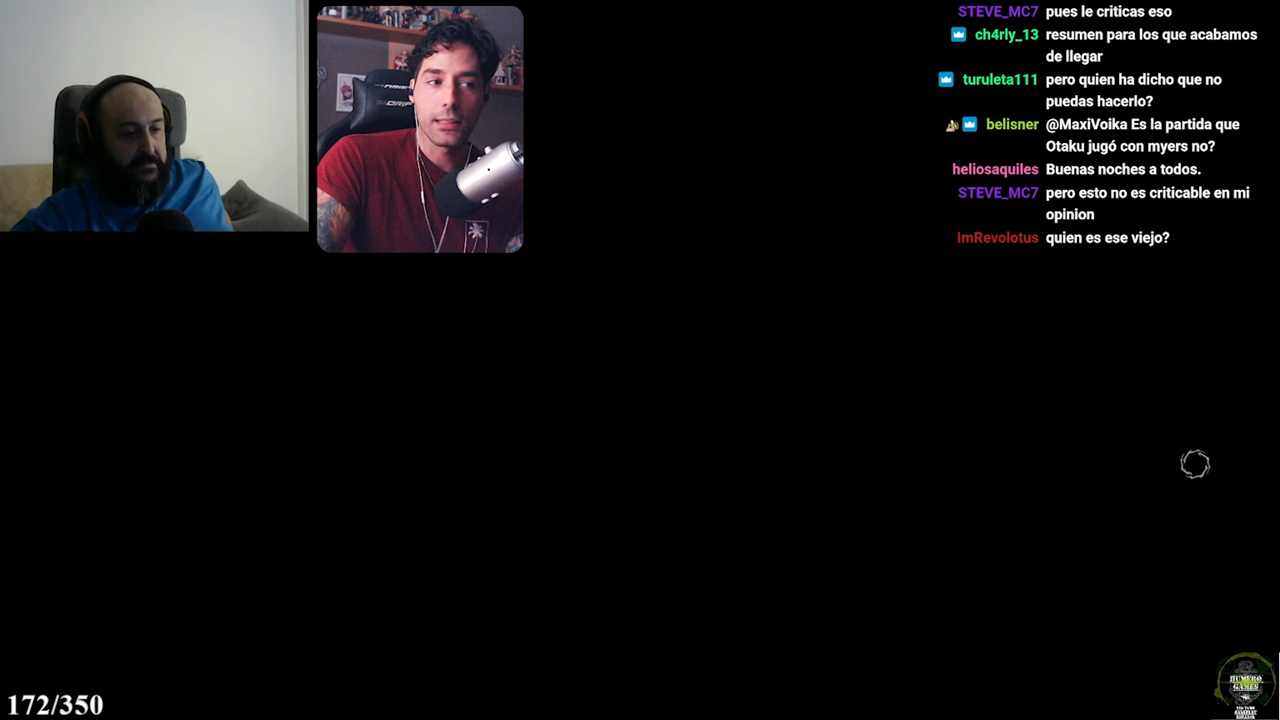 STEVE_MC7 pues le criticas eso
ch4rly_13 resumen para los que acabamos
de llegar
turuleta111 pero quien ha dicho que no
puedas hacerlo?
belisner @MaxiVoika Es la partida que
Otaku jugó con myers no?
heliosaquiles Buenas noches a todos.
STEVE_MC7 pero esto no es criticable en mi
opinion
ImRevolotus quien es ese viejo?
172/350
HUMERO
GAMES